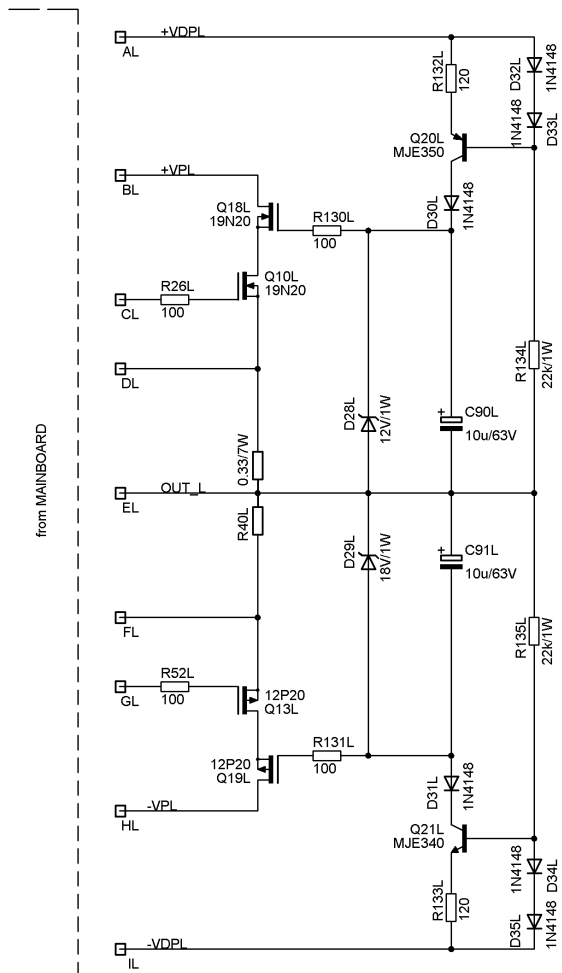 +VDPL
AL
R132L
120
D32L
1N4148
1N4148
D33L
Q20L
MJE350
+VPL
BL
Q18L
19N20
D30L
1N4148
R130L
100
Q10L
19N20
R26L
100
CL
DL
R134L
22k/1W
D28L
12V/1W
+
C90L
10u/63V
0.33/7W
OUT_L
EL
from MAINBOARD
R40L
D29L
18V/1W
+
C91L
10u/63V
FL
R135L
22k/1W
R52L
100
GL
12P20
Q13L
12P20
Q19L
R131L
100
D31L
1N4148
-VPL
HL
Q21L
MJE340
1N4148
D34L
R133L
120
D35L
1N4148
-VDPL
IL